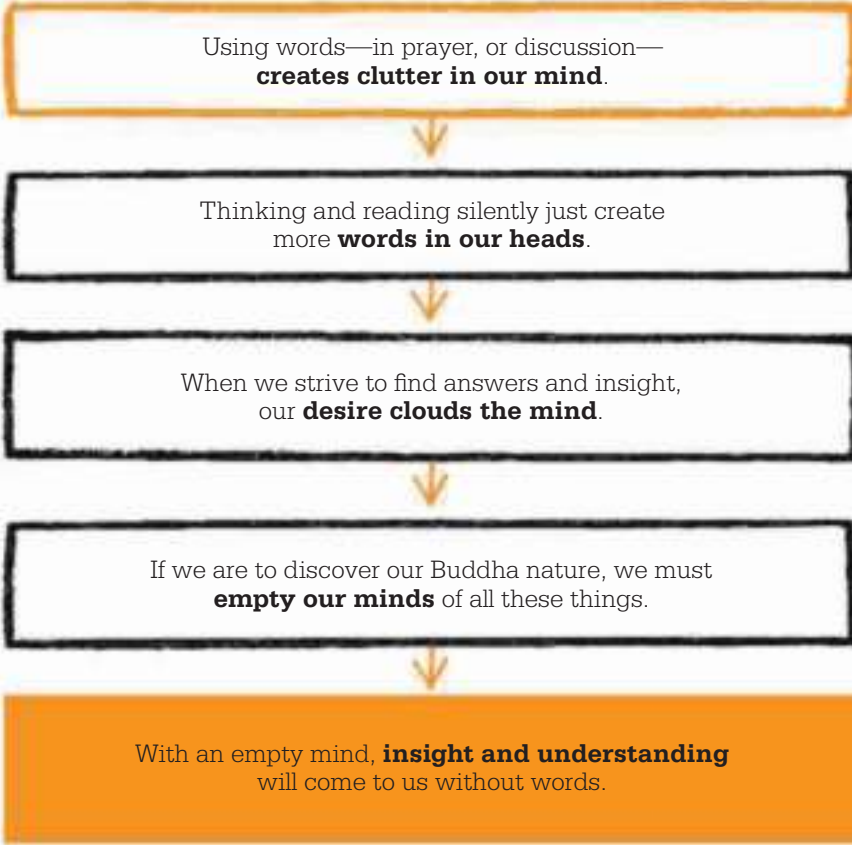 Using words—in prayer, or discussion—
creates clutter in our mind.
Thinking and reading silently just create
more words in our heads.
When we strive to find answers and insight,
our desire clouds the mind.
If we are to discover our Buddha nature, we must
empty our minds of all these things.
With an empty mind, insight and understanding
will come to us without words.